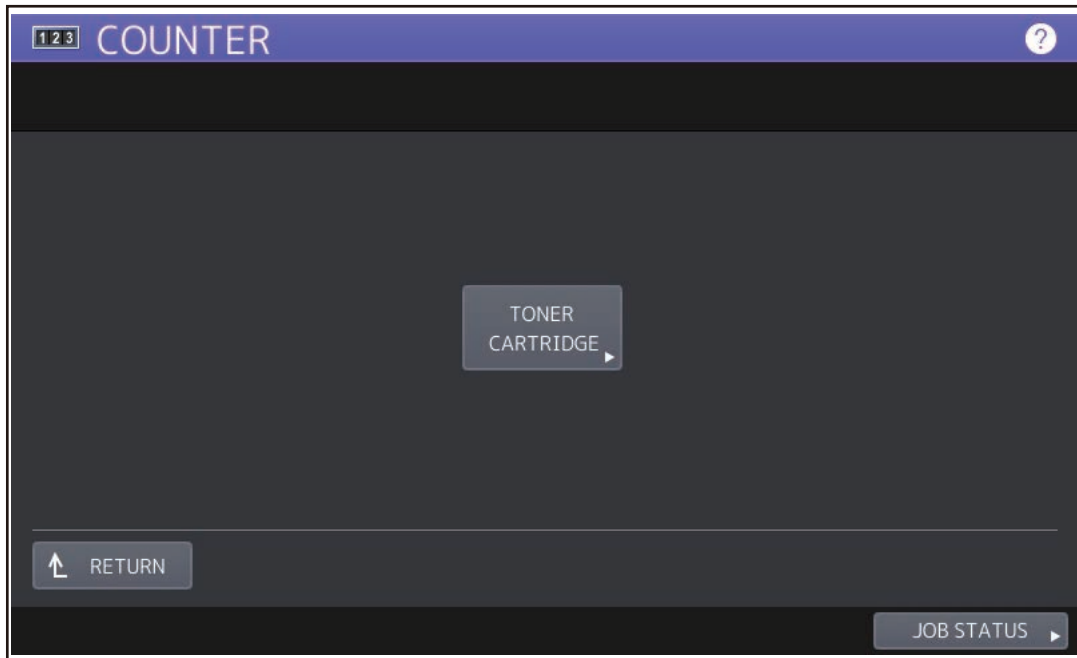 123 COUNTER ?
TONER
CARTRIDGE
RETURN
JOB STATUS